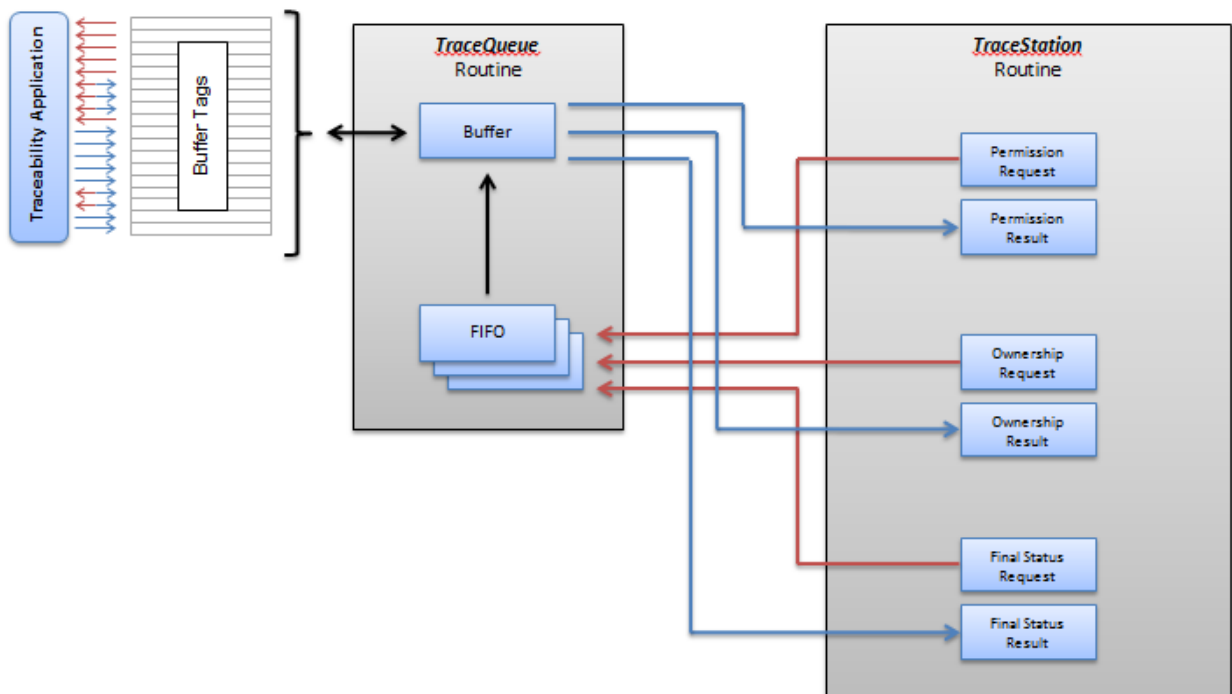 Traceability Application
Buffer Tags
TraceQueue
Routine
Buffer
FIFO
TraceStation
Routine
Permission
Request
Permission
Result
Ownership
Request
Ownership
Result
Final Status
Request
Final Status
Result